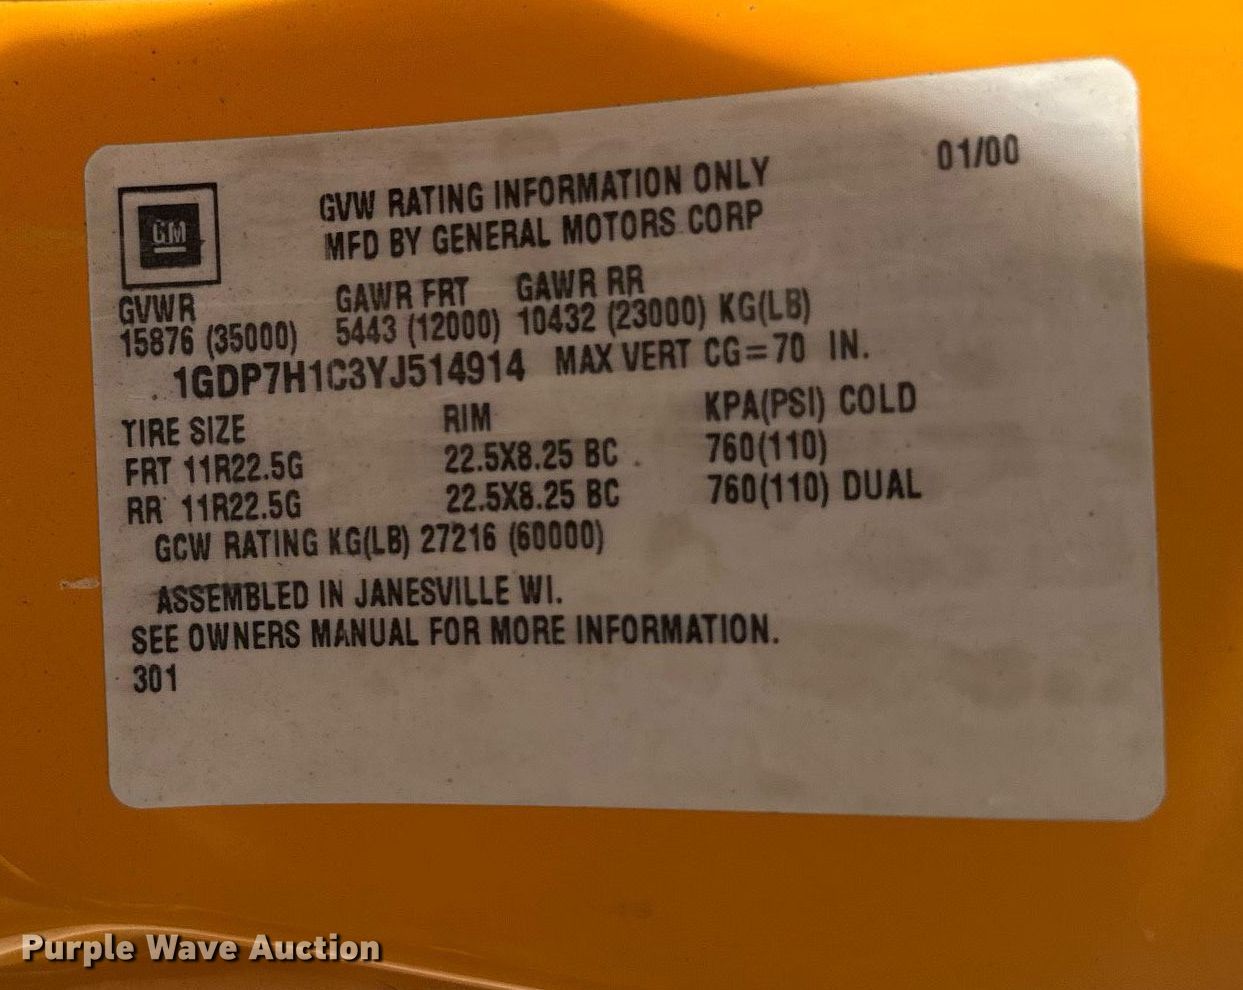 01/00
GM
GVW RATING INFORMATION ONLY
MFD BY GENERAL MOTORS CORP
GVWR GAWR FRT GAWR RR
15876 (35000) 5443 (12000) 10432 (23000) KG(LB)
1GDP7H1C3YJ514914 MAX VERT CG=70 IN.
TIRE SIZE RIM KPA(PSI) COLD
FRT 11R22.5G 22.5X8.25 BC 760(110)
RR 11R22.5G 22.5X8.25 BC 760(110) DUAL
GCW RATING KG(LB) 27216 (60000)
ASSEMBLED IN JANESVILLE WI.
SEE OWNERS MANUAL FOR MORE INFORMATION.
301
Purple Wave Auction